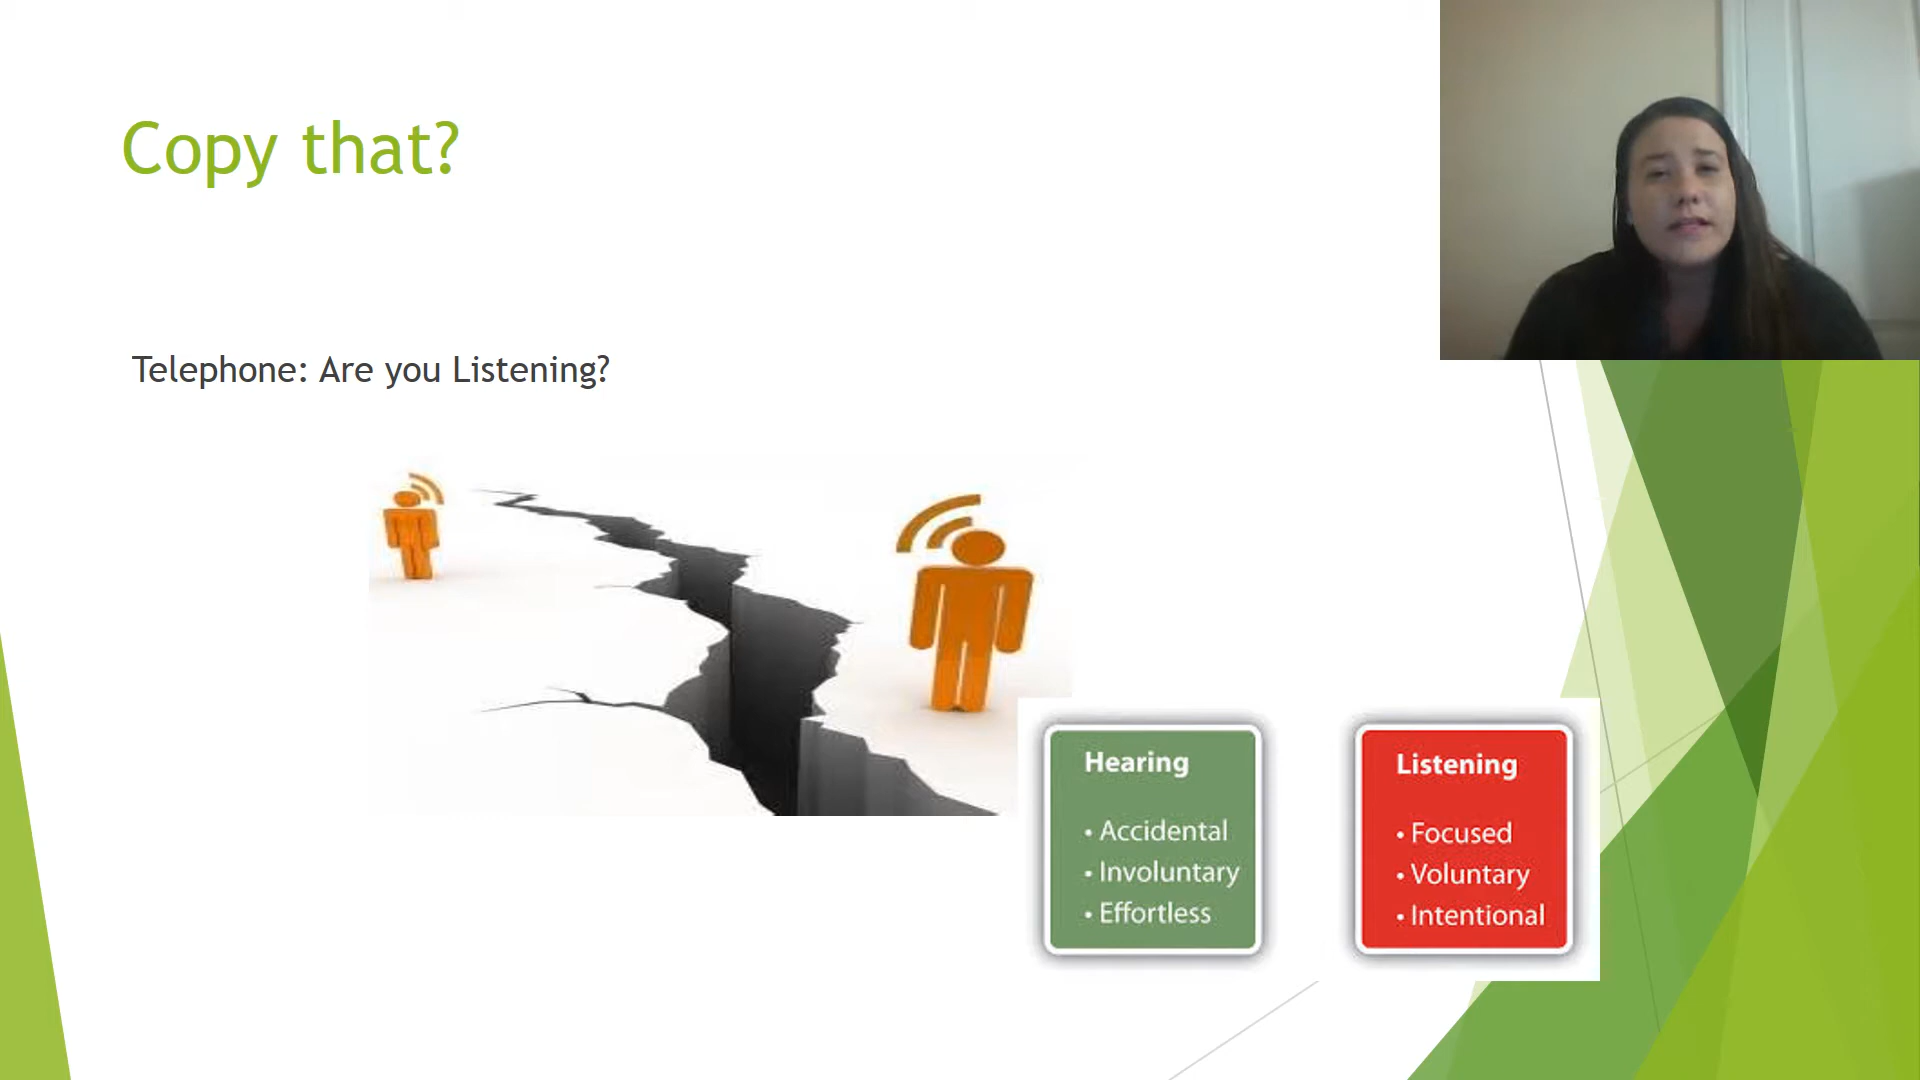 Copy that?
Telephone: Are you Listening?
Hearing
• Accidental
• Involuntary
• Effortless
Listening
• Focused
• Voluntary
• Intentional